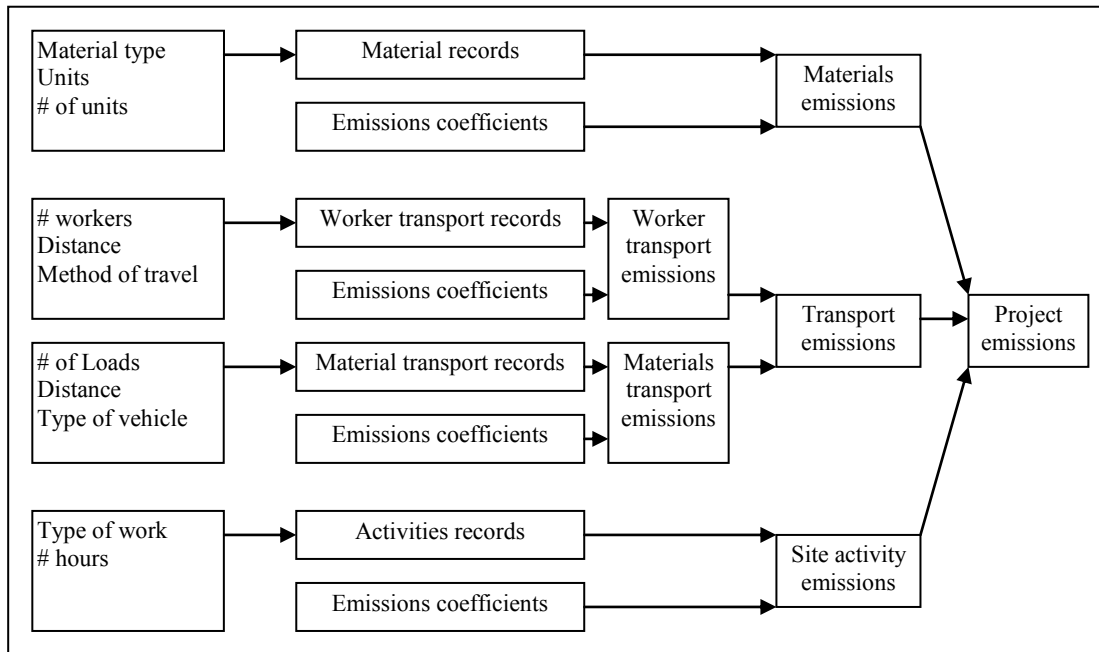 Material type
Units
# of units
Material records
Emissions coefficients
Materials
emissions
# workers
Distance
Method of travel
Worker transport records
Emissions coefficients
Worker
transport
emissions
# of Loads
Distance
Type of vehicle
Material transport records
Emissions coefficients
Materials
transport
emissions
Transport
emissions
Project
emissions
Type of work
# hours
Activities records
Emissions coefficients
Site activity
emissions